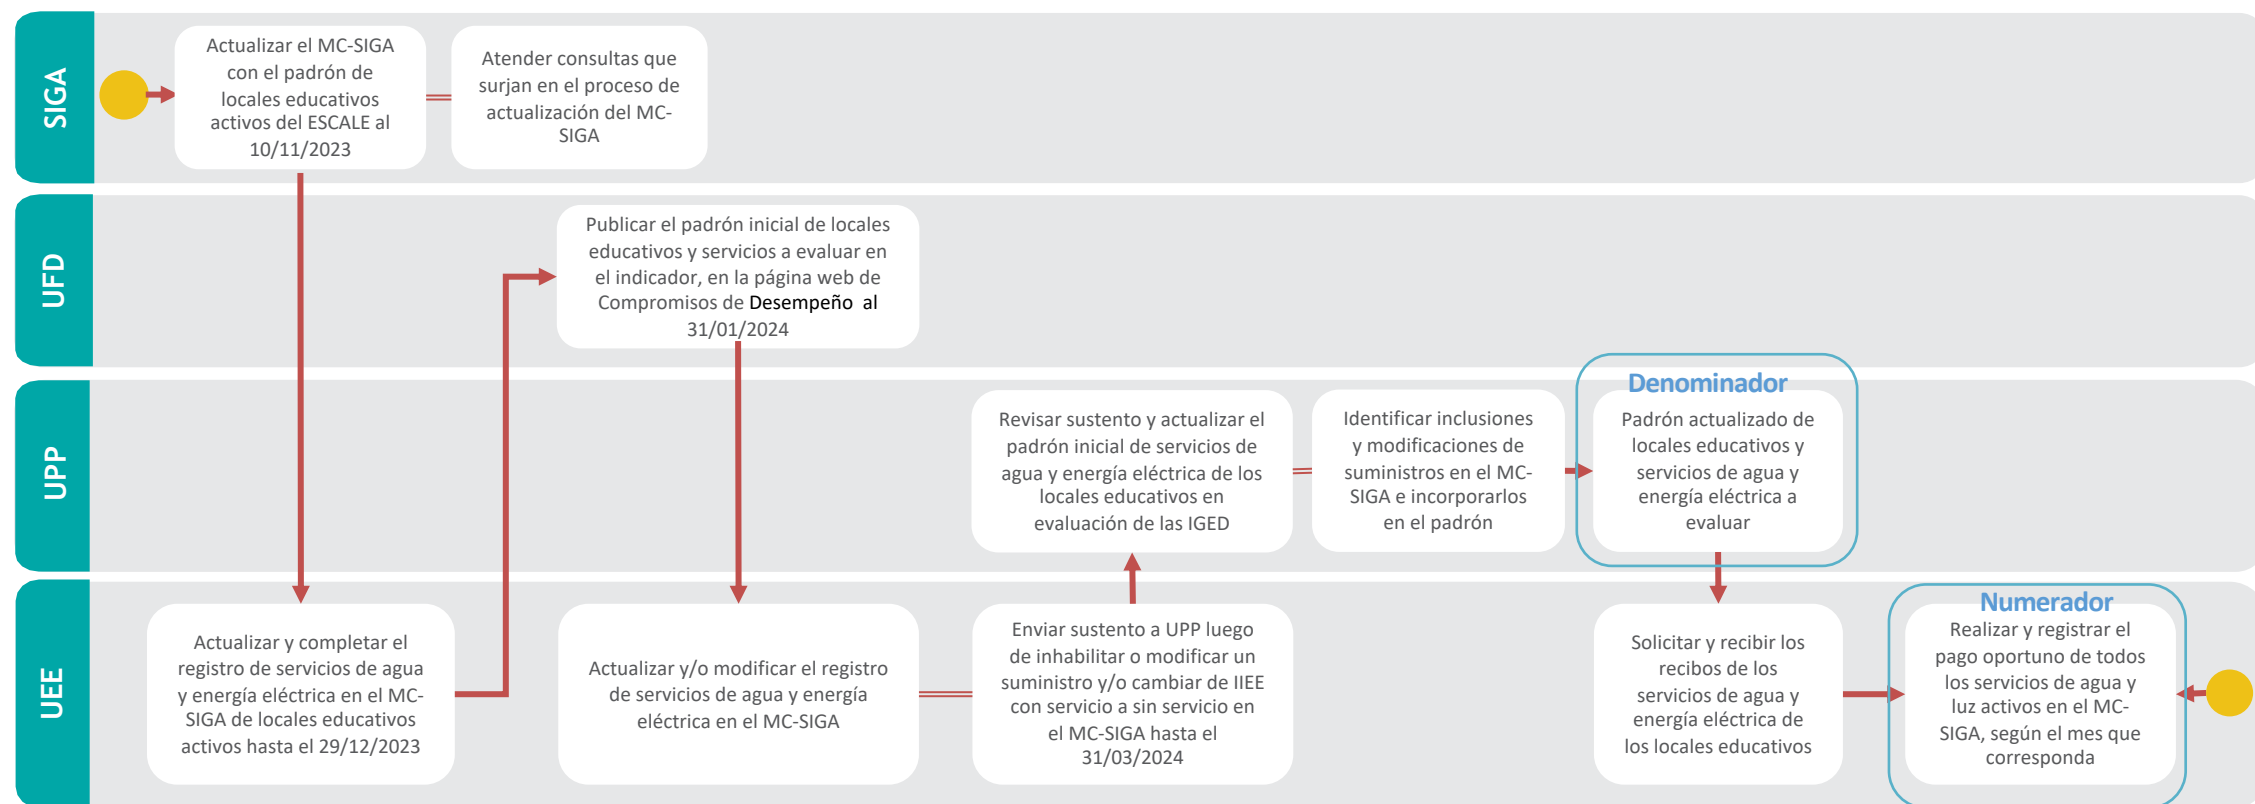 SIGA
Actualizar el MC-SIGA
con el padrón de
locales educativos
activos del ESCALE al
10/11/2023
Atender consultas que
surjan en el proceso de
actualización del MC-
SIGA
UFD
Publicar el padrón inicial de locales
educativos y servicios a evaluar en
el indicador, en la página web de
Compromisos de Desempeño al
31/01/2024
UPP
Revisar sustento y actualizar el
padrón inicial de servicios de
agua y energía eléctrica de los
locales educativos en
evaluación de las IGED
Identificar inclusiones
y modificaciones de
suministros en el MC-
SIGA e incorporarlos
en el padrón
Denominador
Padrón actualizado de
locales educativos y
servicios de agua y
energía eléctrica a
evaluar
UEE
Actualizar y completar el
registro de servicios de agua
y energía eléctrica en el MC-
SIGA de locales educativos
activos hasta el 29/12/2023
Actualizar y/o modificar el registro
de servicios de agua y energía
eléctrica en el MC-SIGA
Enviar sustento a UPP luego
de inhabilitar o modificar un
suministro y/o cambiar de IIEE
con servicio a sin servicio en
el MC-SIGA hasta el
31/03/2024
Solicitar y recibir los
recibos de los
servicios de agua y
energía eléctrica de
los locales educativos
Numerador
Realizar y registrar el
pago oportuno de todos
los servicios de agua y
luz activos en el MC-
SIGA, según el mes que
corresponda